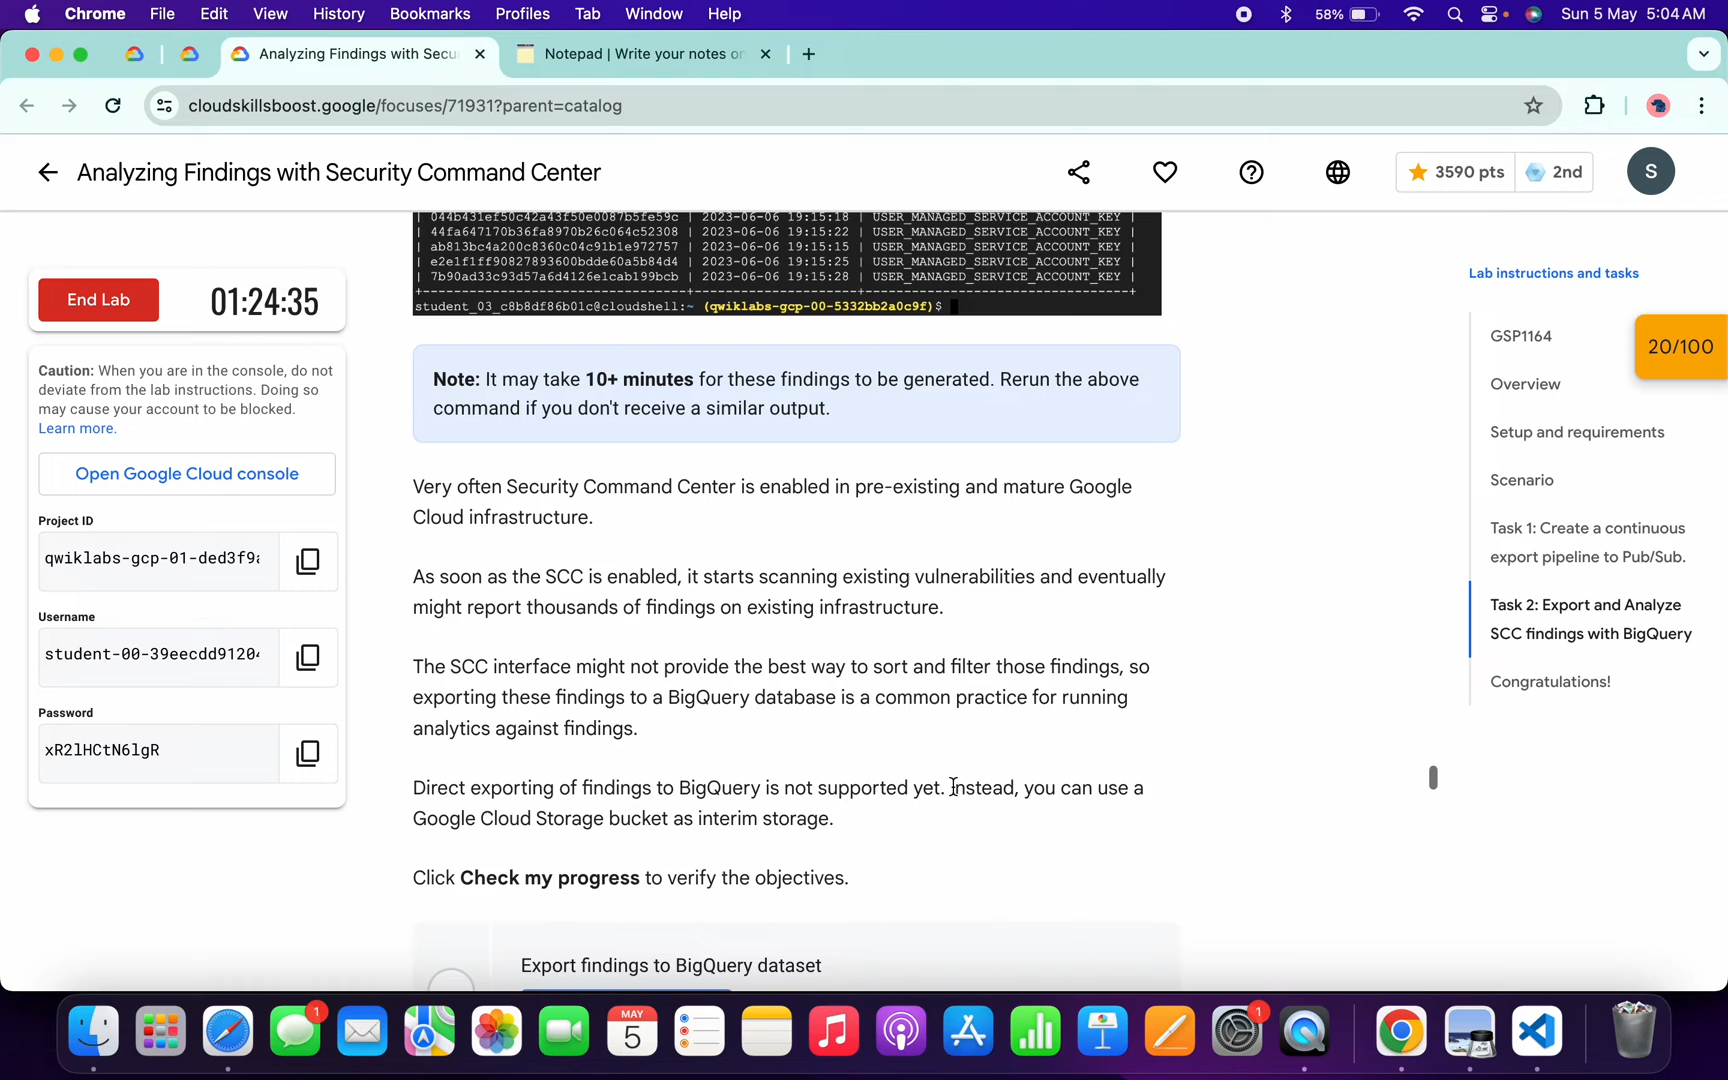 Chrome File Edit View History Bookmarks Profiles Tab Window Help 58% Sun 5 May 5:04 AM
Analyzing Findings with Secu Notepad | Write your notes on
cloudskillsboost.google/focuses/71931?parent=catalog
Analyzing Findings with Security Command Center 3590 pts 2nd S
End Lab 01:24:35
Caution: When you are in the console, do not
deviate from the lab instructions. Doing so
may cause your account to be blocked.
Learn more.
Open Google Cloud console
Project ID
qwiklabs-gcp-01-ded3f9a
Username
student-00-39eecdd91204
Password
xR2lHCtN6lgR
| 044b431ef50c42a43f50e0087b5fe59c | 2023-06-06 19:15:18 | USER_MANAGED_SERVICE_ACCOUNT_KEY |
| 44fa647170b36fa8970b26c064c52308 | 2023-06-06 19:15:22 | USER_MANAGED_SERVICE_ACCOUNT_KEY |
| ab813bc4a200c8360c04c91b1e972757 | 2023-06-06 19:15:15 | USER_MANAGED_SERVICE_ACCOUNT_KEY |
| e2e1f1ff90827893600bdde60a5b84d4 | 2023-06-06 19:15:25 | USER_MANAGED_SERVICE_ACCOUNT_KEY |
| 7b90ad33c93d57a6d4126e1cab199bcb | 2023-06-06 19:15:28 | USER_MANAGED_SERVICE_ACCOUNT_KEY |
student_03_c8b8df86b01c@cloudshell:~ (qwiklabs-gcp-00-5332bb2a0c9f)$
Note: It may take 10+ minutes for these findings to be generated. Rerun the above
command if you don't receive a similar output.
Very often Security Command Center is enabled in pre-existing and mature Google
Cloud infrastructure.
As soon as the SCC is enabled, it starts scanning existing vulnerabilities and eventually
might report thousands of findings on existing infrastructure.
The SCC interface might not provide the best way to sort and filter those findings, so
exporting these findings to a BigQuery database is a common practice for running
analytics against findings.
Direct exporting of findings to BigQuery is not supported yet. Instead, you can use a
Google Cloud Storage bucket as interim storage.
Click Check my progress to verify the objectives.
Export findings to BigQuery dataset
Lab instructions and tasks
GSP1164
20/100
Overview
Setup and requirements
Scenario
Task 1: Create a continuous
export pipeline to Pub/Sub.
Task 2: Export and Analyze
SCC findings with BigQuery
Congratulations!
1
MAY
5
1